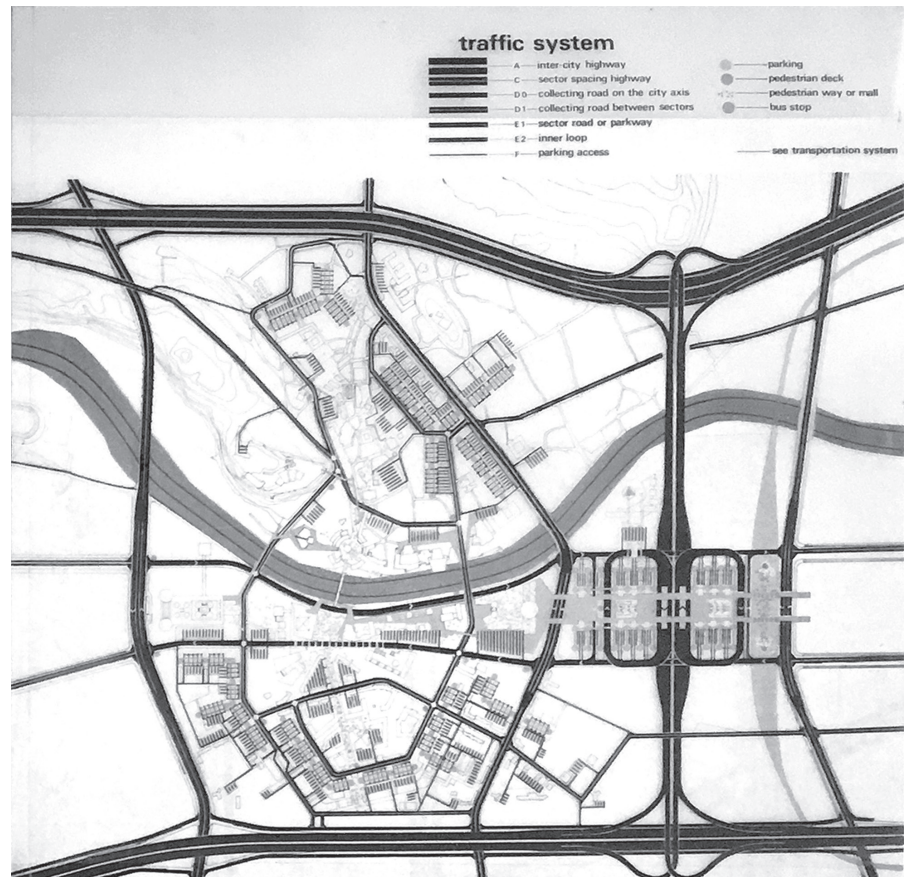 traffic system
A inter-city highway
C sector spacing highway
D0 collecting road on the city axis
D1 collecting road between sectors
E1 sector road or parkway
E2 inner loop
F parking access
parking
pedestrian deck
pedestrian way or mall
bus stop
see transportation system